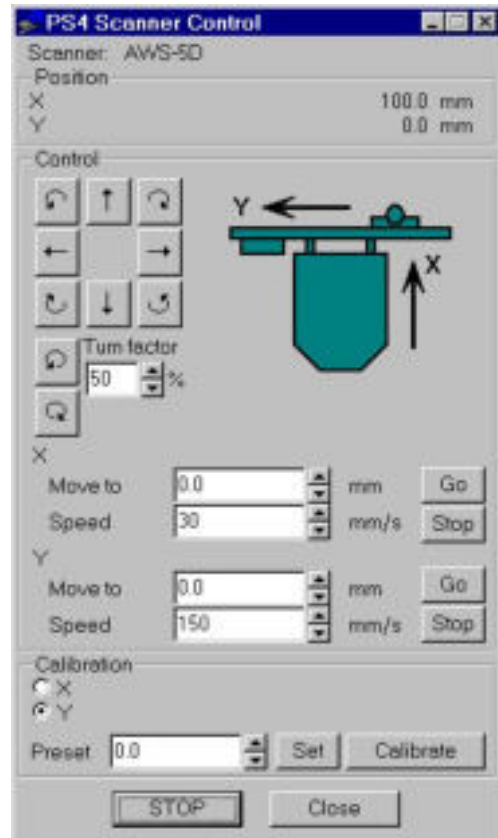 PS4 Scanner Control
Scanner: AWS-5D
Position
X 100.0 mm
Y 0.0 mm
Control
Y
X
Turn factor
50 %
X
Move to 0.0 mm Go
Speed 30 mm/s Stop
Y
Move to 0.0 mm Go
Speed 150 mm/s Stop
Calibration
X
Y
Preset 0.0 Set Calibrate
STOP Close